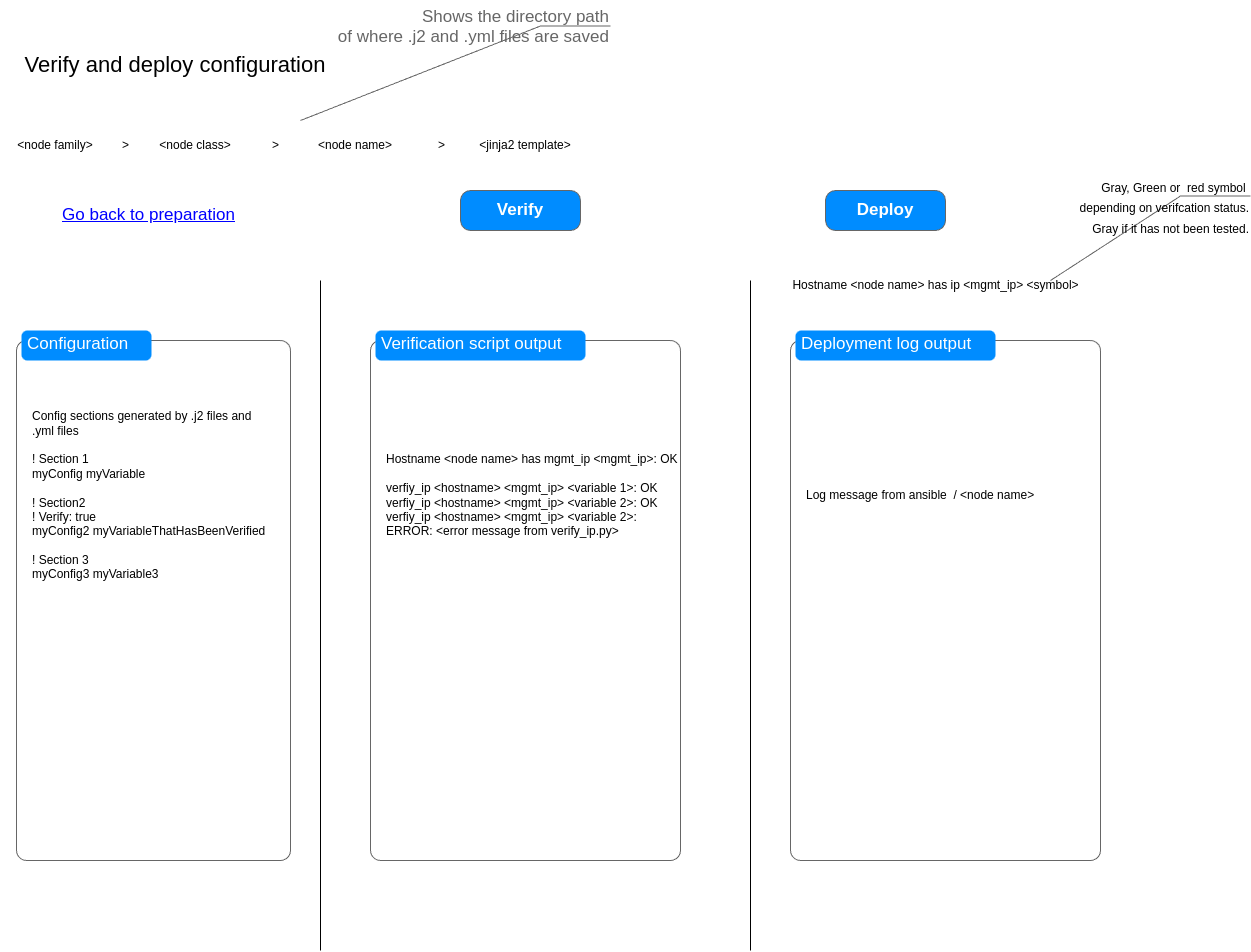 Shows the directory path
of where .j2 and .yml files are saved
Verify and deploy configuration
<node family> > <node class> > <node name> > <jinja2 template>
Go back to preparation
Verify
Deploy
Gray, Green or  red symbol
depending on verifcation status.
Gray if it has not been tested.
Hostname <node name> has ip <mgmt_ip> <symbol>
Configuration
Config sections generated by .j2 files and
.yml files
! Section 1
myConfig myVariable
! Section2
! Verify: true
myConfig2 myVariableThatHasBeenVerified
! Section 3
myConfig3 myVariable3
Verification script output
Hostname <node name> has mgmt_ip <mgmt_ip>: OK
verfiy_ip <hostname> <mgmt_ip> <variable 1>: OK
verfiy_ip <hostname> <mgmt_ip> <variable 2>: OK
verfiy_ip <hostname> <mgmt_ip> <variable 2>:
ERROR: <error message from verify_ip.py>
Deployment log output
Log message from ansible  / <node name>